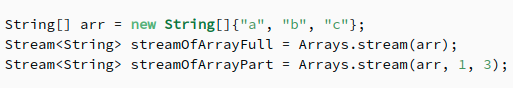 String[] arr = new String[]{"a", "b", "c"};
Stream<String> streamOfArrayFull = Arrays.stream(arr);
Stream<String> streamOfArrayPart = Arrays.stream(arr, 1, 3);